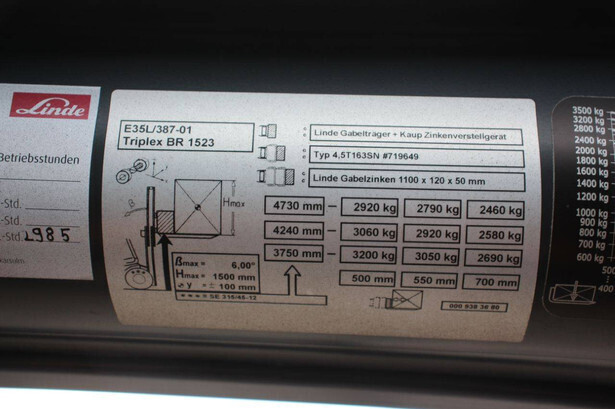 Linde
Betriebsstunden
-Std.
-Std.
-Std. 2985
E35L/387-01
Triplex BR 1523
Linde Gabelträger + Kaup Zinkenverstellgerät
Typ 4,5T163SN #719649
Linde Gabelzinken 1100 x 120 x 50 mm
Hmax
ß
4730 mm – 2920 kg 2790 kg 2460 kg
4240 mm – 3060 kg 2920 kg 2580 kg
3750 mm – 3200 kg 3050 kg 2690 kg
500 mm 550 mm 700 mm
ßmax = 6,00°
Hmax = 1500 mm
y = ± 100 mm
3500 kg
3200 kg
2800 kg
2400 kg
2000 kg
1800 kg
1600 kg
1400 kg
1200 kg
1000 kg
900 kg
800 kg
700 kg
600 kg